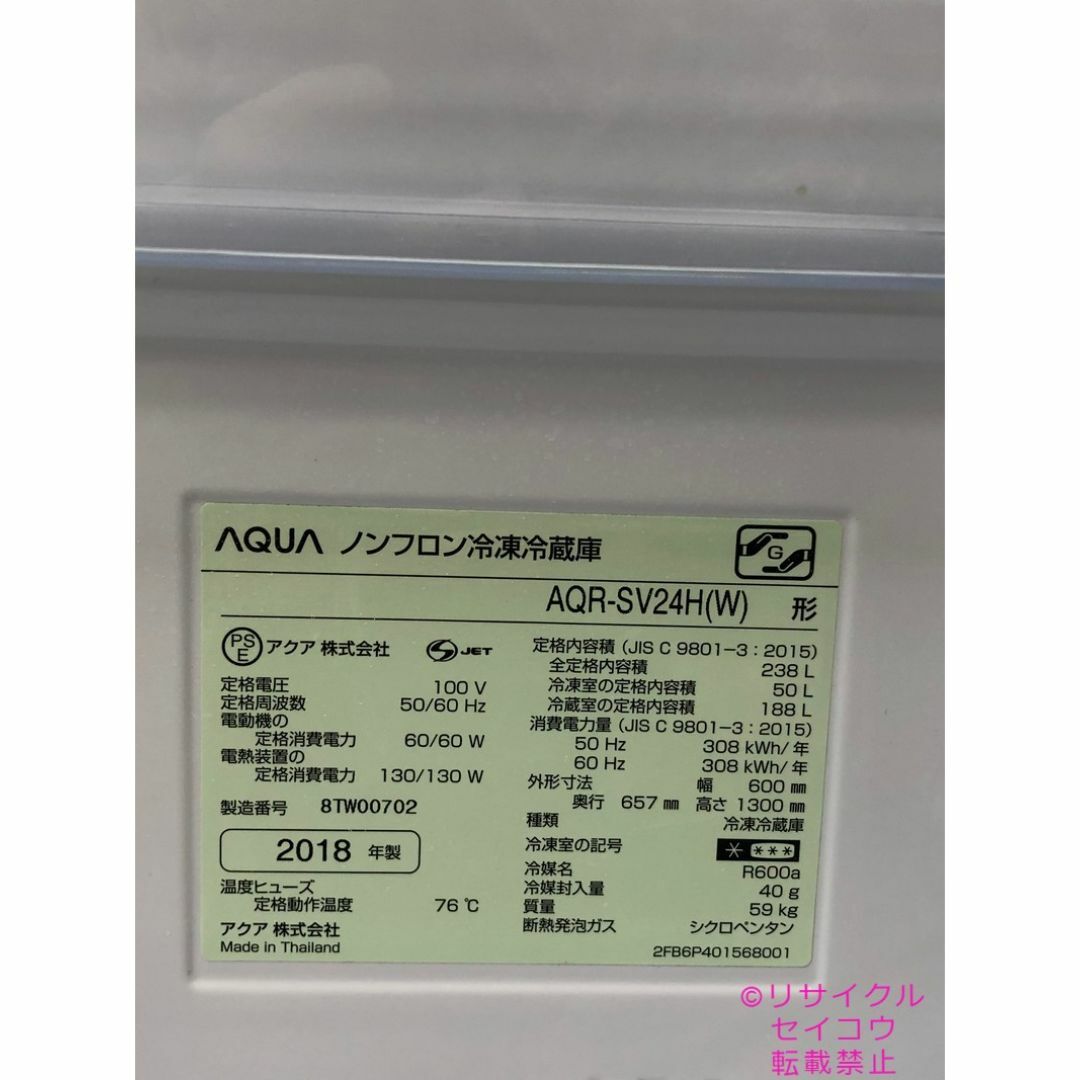 AQUA ノンフロン冷凍冷蔵庫
G
AQR-SV24H(W) 形
PS
E
アクア 株式会社
S JET
定格電圧 100 V
定格周波数 50/60 Hz
電動機の
定格消費電力 60/60 W
電熱装置の
定格消費電力 130/130 W
製造番号 8TW00702
2018 年製
温度ヒューズ
定格動作温度 76 ℃
アクア 株式会社
Made in Thailand
定格内容積 (JIS C 9801-3:2015)
全定格内容積 238 L
冷凍室の定格内容積 50 L
冷蔵室の定格内容積 188 L
消費電力量 (JIS C 9801-3:2015)
50 Hz 308 kWh/年
60 Hz 308 kWh/年
外形寸法 幅 600 ㎜
奥行 657 ㎜ 高さ 1300 ㎜
種類 冷凍冷蔵庫
冷凍室の記号 * ***
冷媒名 R600a
冷媒封入量 40 g
質量 59 kg
断熱発泡ガス シクロペンタン
2FB6P401568001
©リサイクル
セイコウ
転載禁止